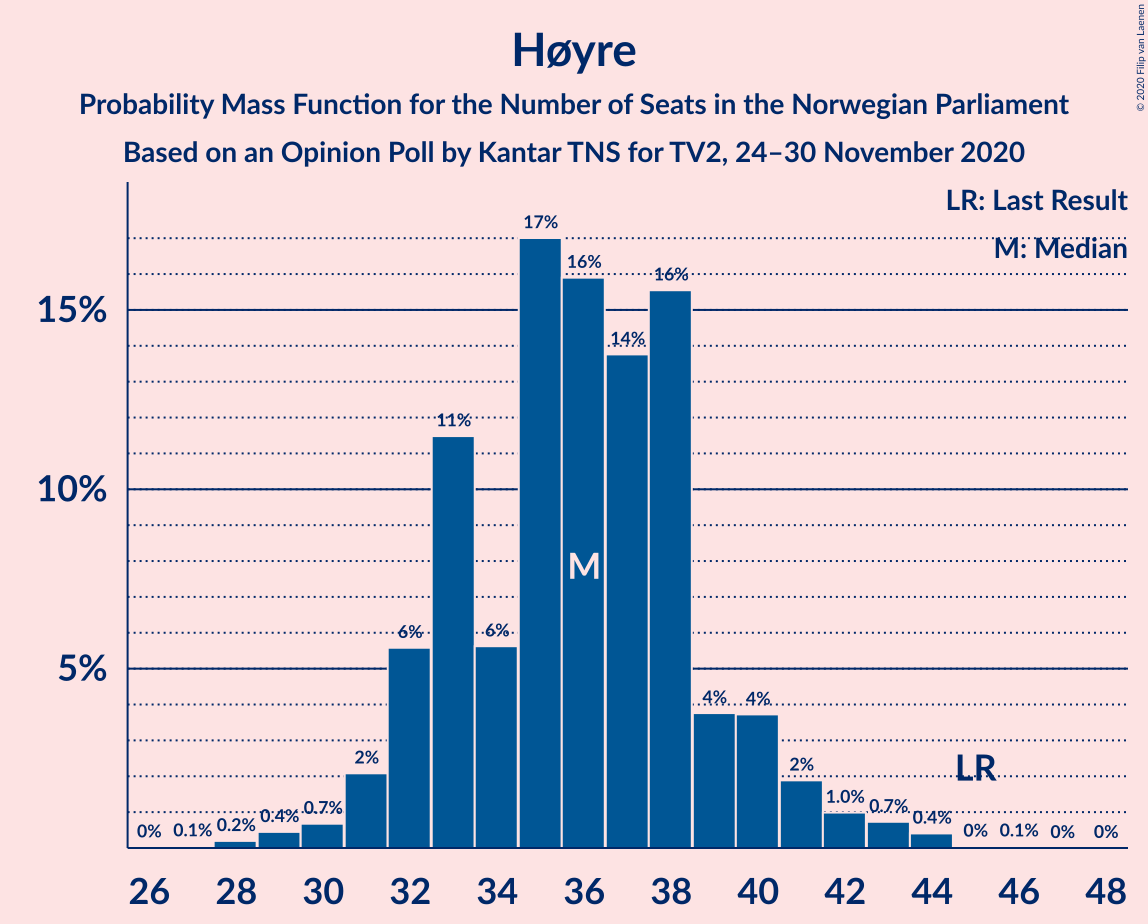 Høyre
Probability Mass Function for the Number of Seats in the Norwegian Parliament
Based on an Opinion Poll by Kantar TNS for TV2, 24–30 November 2020
© 2020 Filip van Laenen
LR: Last Result
M: Median
15%
10%
5%
0% 0.1% 0.2% 0.4% 0.7% 2% 6% 11% 6% 17% 16% 14% 16% 4% 4% 2% 1.0% 0.7% 0.4% 0% 0.1% 0% 0%
M
LR
26 28 30 32 34 36 38 40 42 44 46 48